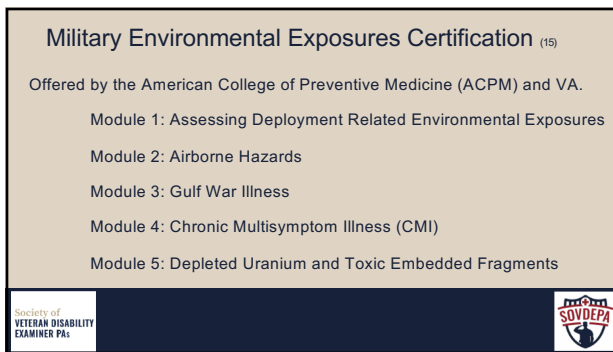 Military Environmental Exposures Certification (15)
Offered by the American College of Preventive Medicine (ACPM) and VA.
Module 1: Assessing Deployment Related Environmental Exposures
Module 2: Airborne Hazards
Module 3: Gulf War Illness
Module 4: Chronic Multisymptom Illness (CMI)
Module 5: Depleted Uranium and Toxic Embedded Fragments
Society of
VETERAN DISABILITY
EXAMINER PAs
SOVDEPA